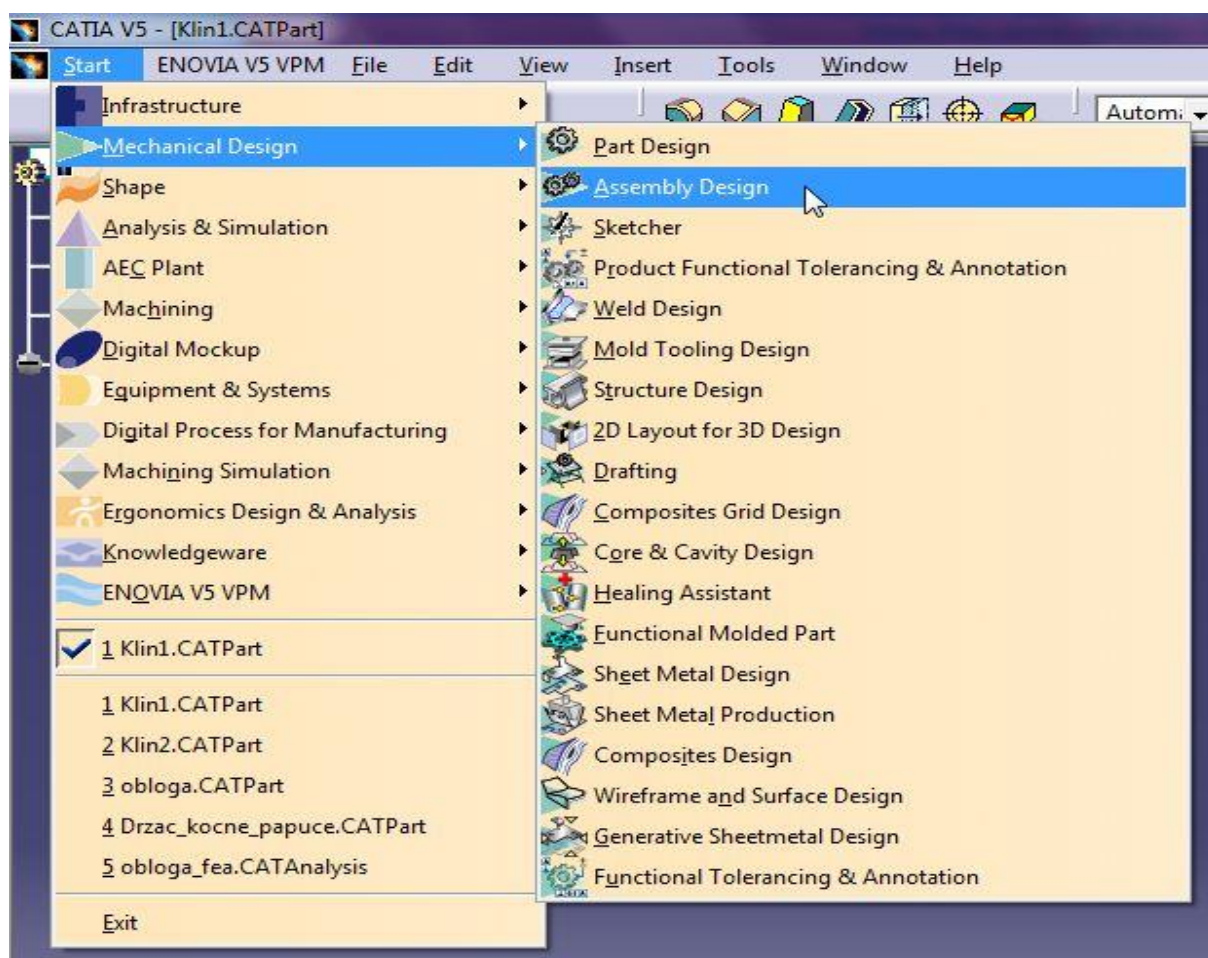 CATIA V5 - [Klin1.CATPart]
Start ENOVIA V5 VPM File Edit View Insert Tools Window Help
Infrastructure
Mechanical Design
Shape
Analysis & Simulation
AEC Plant
Machining
Digital Mockup
Equipment & Systems
Digital Process for Manufacturing
Machining Simulation
Ergonomics Design & Analysis
Knowledgeware
ENOVIA V5 VPM
1 Klin1.CATPart
1 Klin1.CATPart
2 Klin2.CATPart
3 obloga.CATPart
4 Drzac_kocne_papuce.CATPart
5 obloga_fea.CATAnalysis
Exit
Automa
Part Design
Assembly Design
Sketcher
Product Functional Tolerancing & Annotation
Weld Design
Mold Tooling Design
Structure Design
2D Layout for 3D Design
Drafting
Composites Grid Design
Core & Cavity Design
Healing Assistant
Functional Molded Part
Sheet Metal Design
Sheet Metal Production
Composites Design
Wireframe and Surface Design
Generative Sheetmetal Design
Functional Tolerancing & Annotation